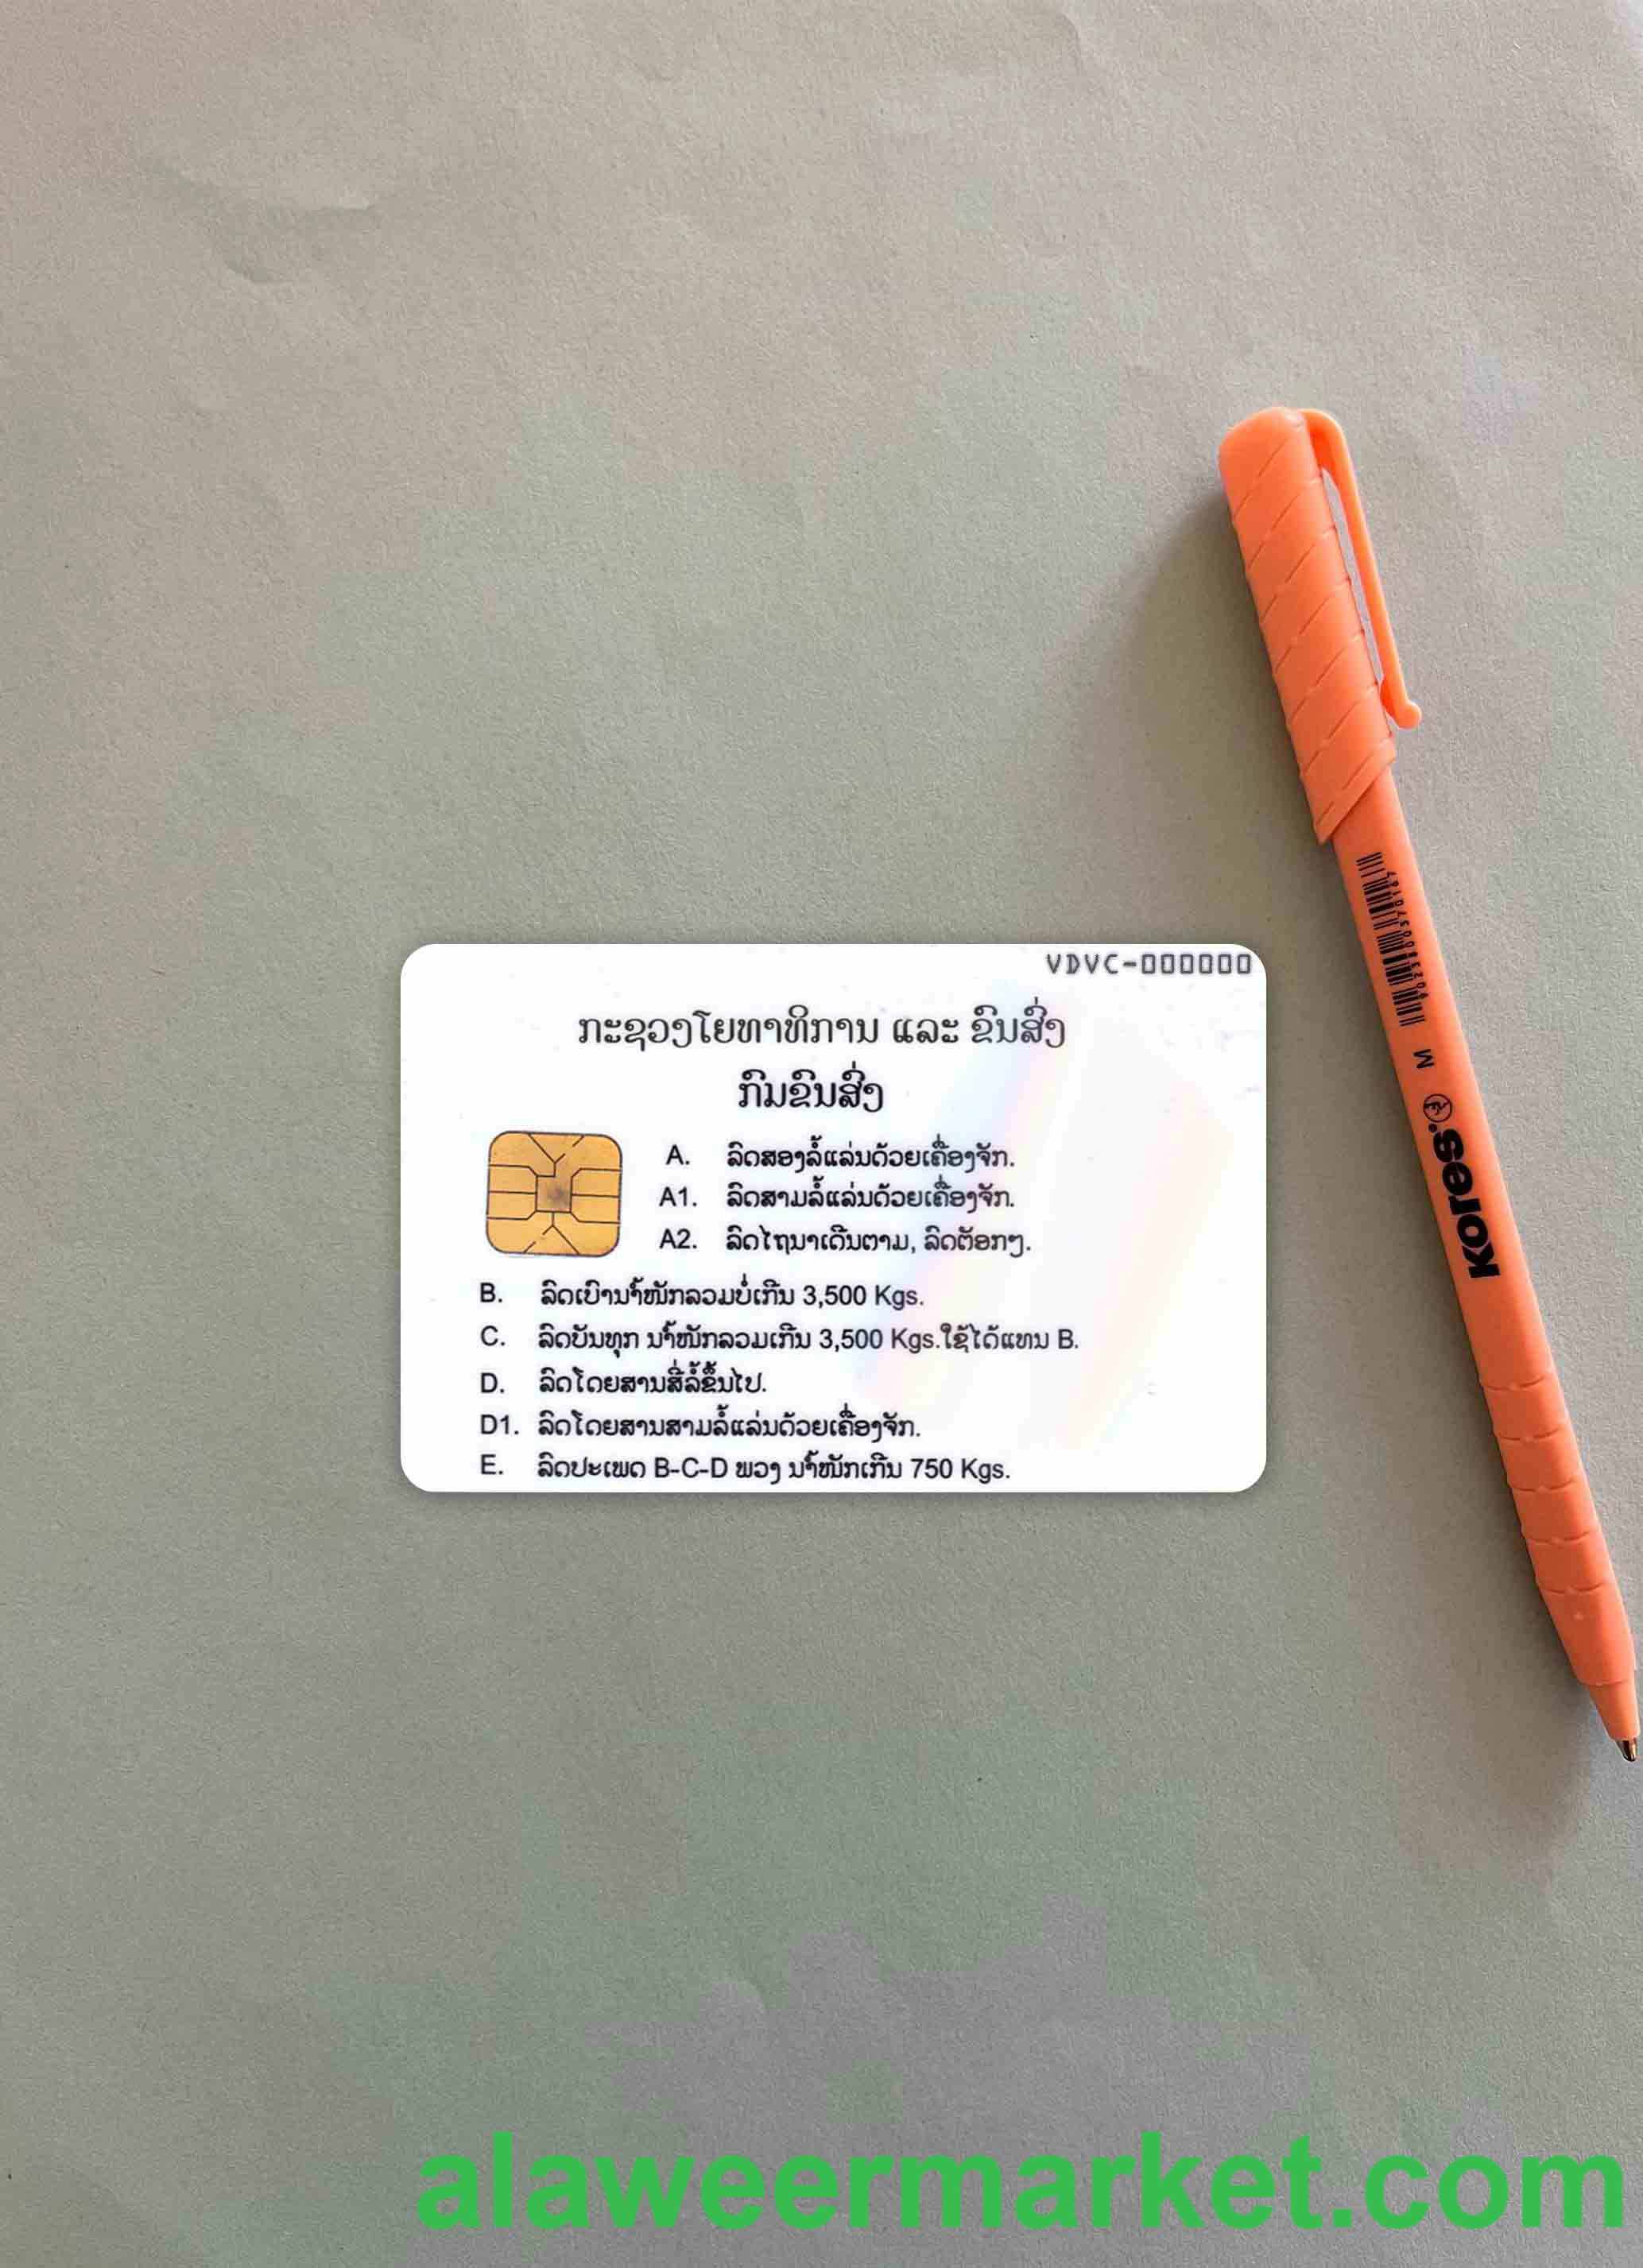 VDVC-000000
ກະຊວງໂຍທາທິການ ແລະ ຂົນສົ່ງ
ກົມຂົນສົ່ງ
A. ລົດສອງລໍ້ແລ່ນດ້ວຍເຄື່ອງຈັກ.
A1. ລົດສາມລໍ້ແລ່ນດ້ວຍເຄື່ອງຈັກ.
A2. ລົດໄຖນາເດີນຕາມ, ລົດຕັອກໆ.
B. ລົດເບົານ້ຳໜັກລວມບໍ່ເກີນ 3,500 Kgs.
C. ລົດບັນທຸກ ນ້ຳໜັກລວມເກີນ 3,500 Kgs.ໃຊ້ໄດ້ແທນ B.
D. ລົດໂດຍສານສີ່ລໍ້ຂຶ້ນໄປ.
D1. ລົດໂດຍສານສາມລໍ້ແລ່ນດ້ວຍເຄື່ອງຈັກ.
E. ລົດປະເພດ B-C-D ພວງ ນ້ຳໜັກເກີນ 750 Kgs.
M
Kores
alaweermarket.com